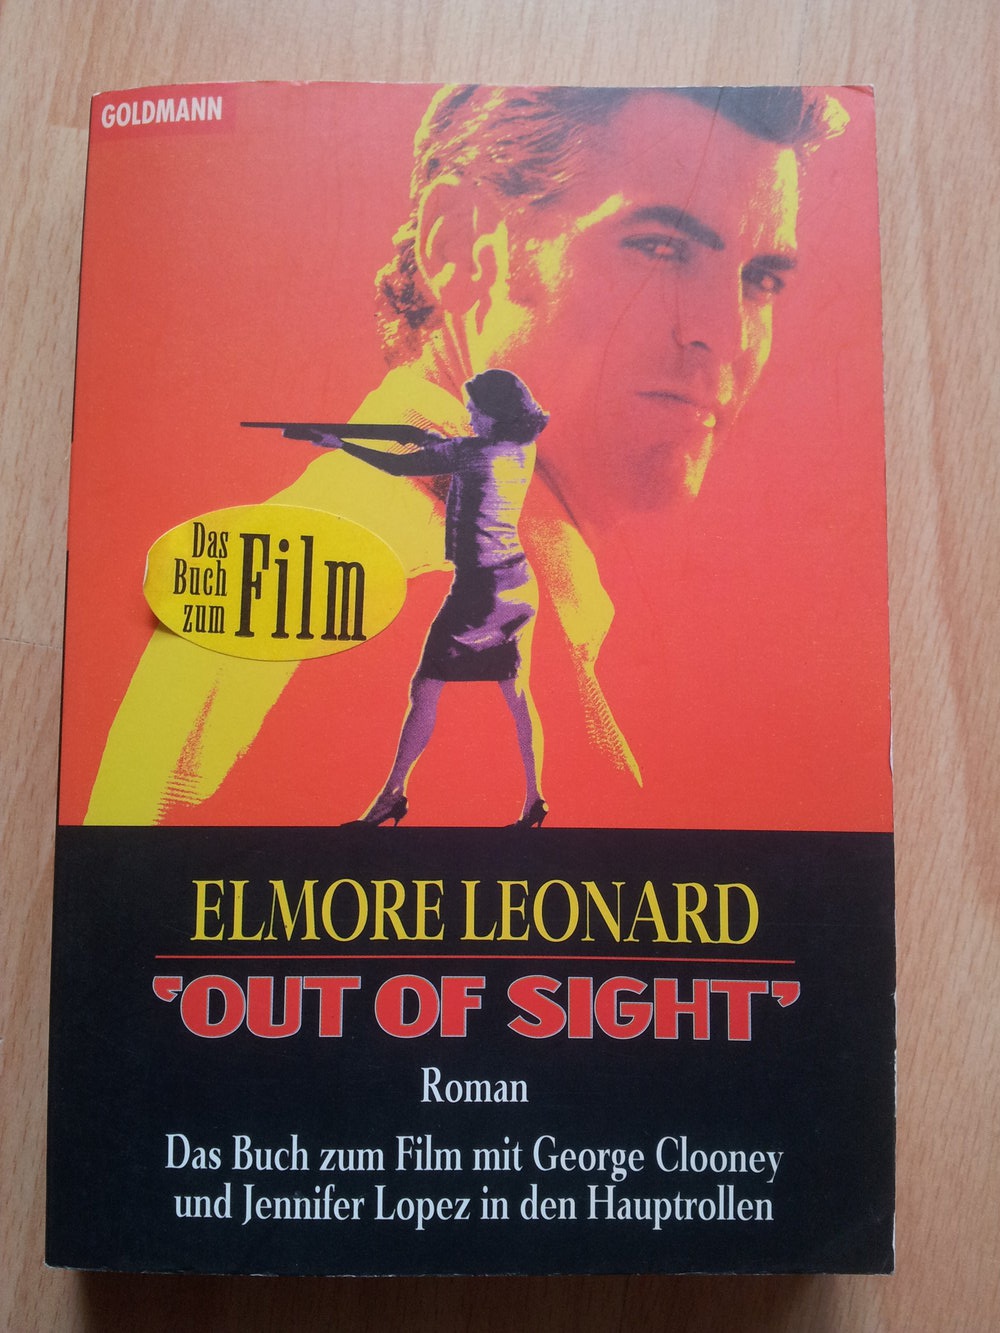 GOLDMANN
Das
Buch
zum
Film
ELMORE LEONARD
'OUT OF SIGHT'
Roman
Das Buch zum Film mit George Clooney
und Jennifer Lopez in den Hauptrollen